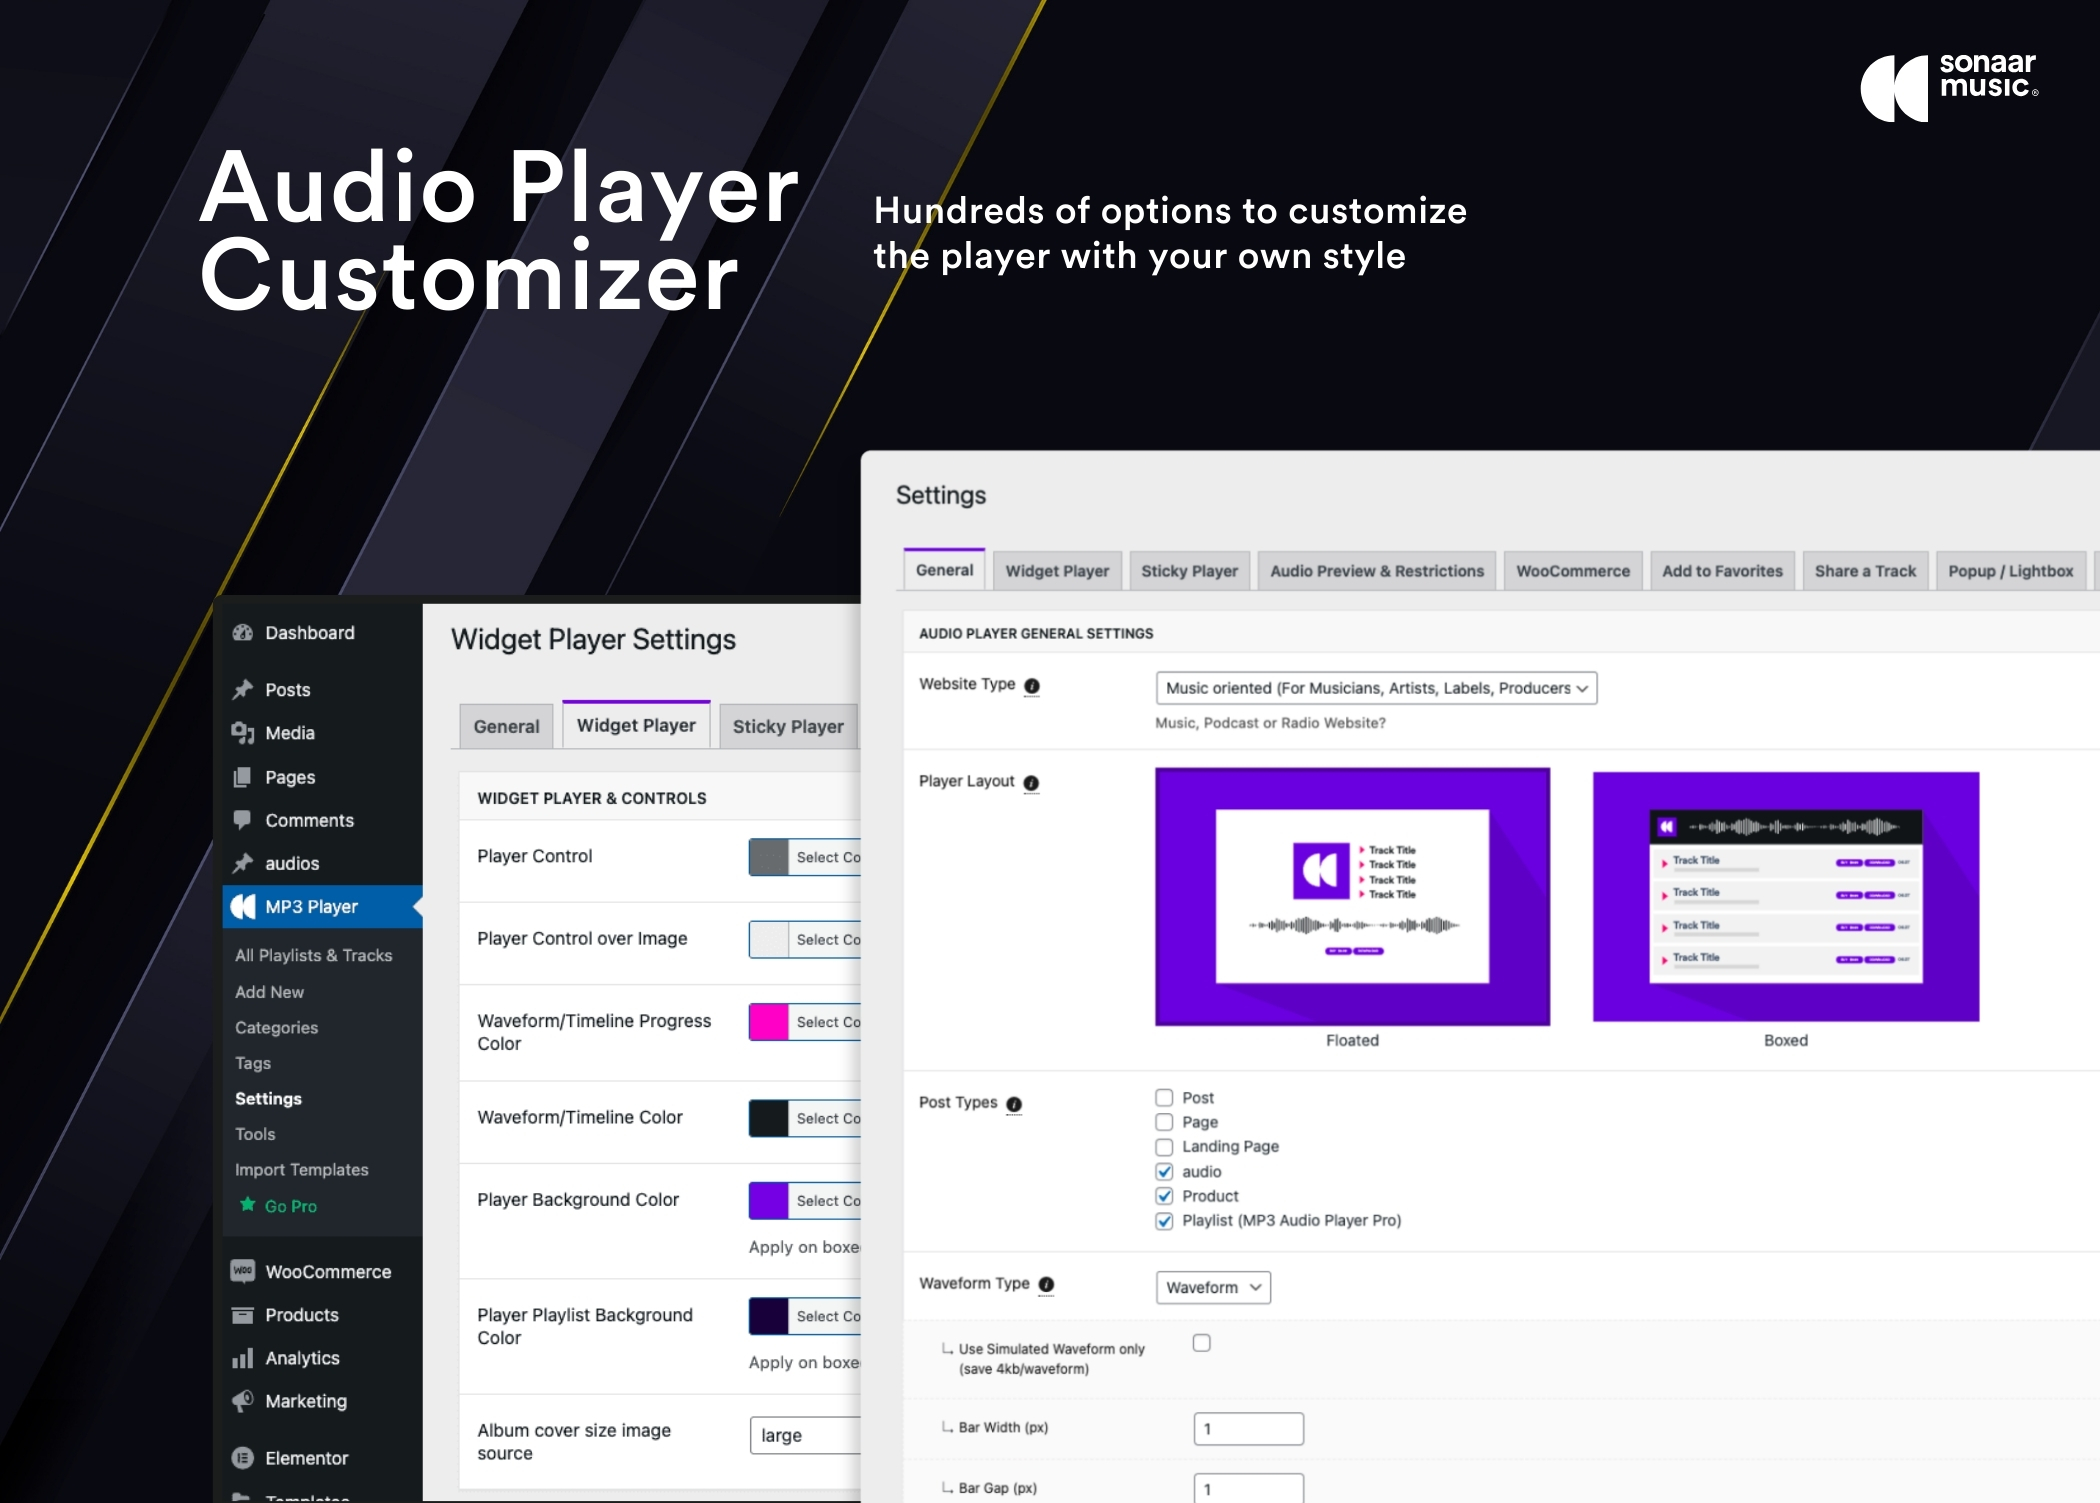 sonaar
music®
Audio Player
Customizer
Hundreds of options to customize
the player with your own style
Dashboard
Posts
Media
Pages
Comments
audios
MP3 Player
All Playlists & Tracks
Add New
Categories
Tags
Settings
Tools
Import Templates
Go Pro
WooCommerce
Products
Analytics
Marketing
Elementor
Templates
Widget Player Settings
General
Widget Player
Sticky Player
WIDGET PLAYER & CONTROLS
Player Control
Select Co
Player Control over Image
Select Co
Waveform/Timeline Progress
Color
Select Co
Waveform/Timeline Color
Select Co
Player Background Color
Select Co
Apply on boxe
Player Playlist Background
Color
Select Co
Apply on boxe
Album cover size image
source
large
Settings
General
Widget Player
Sticky Player
Audio Preview & Restrictions
WooCommerce
Add to Favorites
Share a Track
Popup / Lightbox
AUDIO PLAYER GENERAL SETTINGS
Website Type
Music oriented (For Musicians, Artists, Labels, Producers
Music, Podcast or Radio Website?
Player Layout
Track Title
Track Title
Track Title
Track Title
Floated
Track Title
Track Title
Track Title
Track Title
Boxed
Post Types
Post
Page
Landing Page
audio
Product
Playlist (MP3 Audio Player Pro)
Waveform Type
Waveform
Use Simulated Waveform only
(save 4kb/waveform)
Bar Width (px)
1
Bar Gap (px)
1